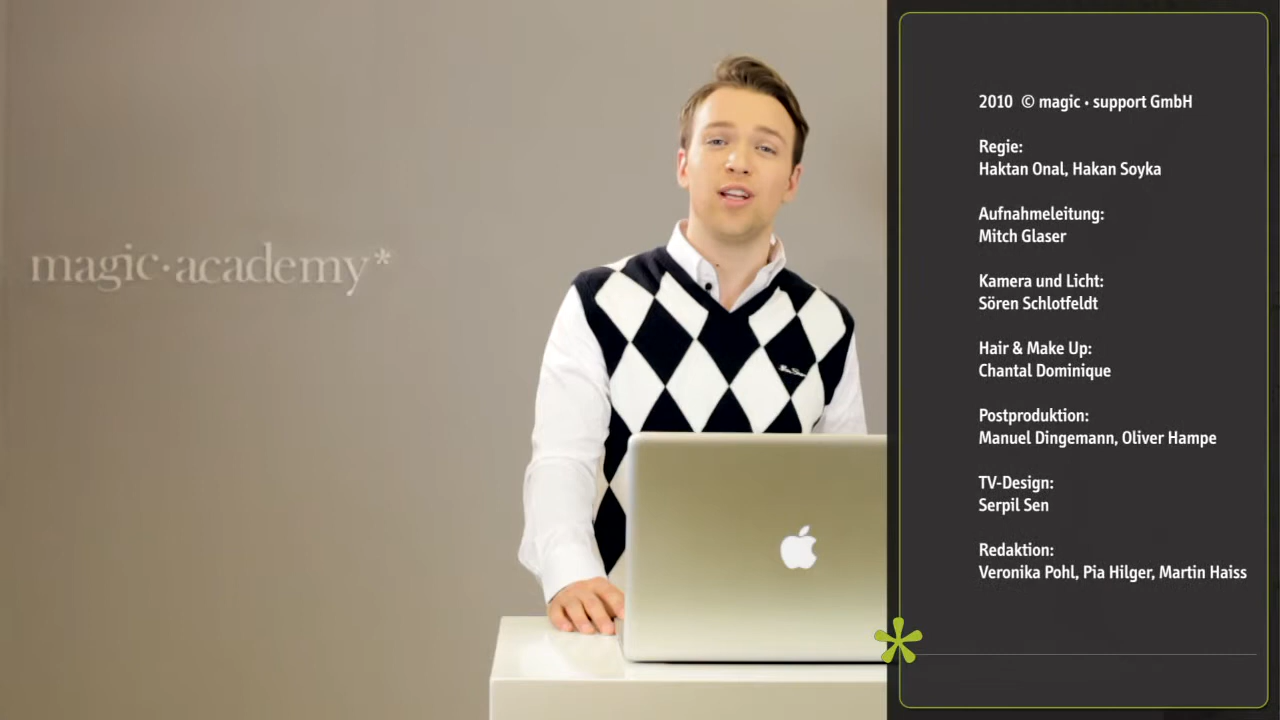 magic·academy*
2010 © magic • support GmbH
Regie:
Haktan Onal, Hakan Soyka
Aufnahmeleitung:
Mitch Glaser
Kamera und Licht:
Sören Schlotfeldt
Hair & Make Up:
Chantal Dominique
Postproduktion:
Manuel Dingemann, Oliver Hampe
TV-Design:
Serpil Sen
Redaktion:
Veronika Pohl, Pia Hilger, Martin Haiss